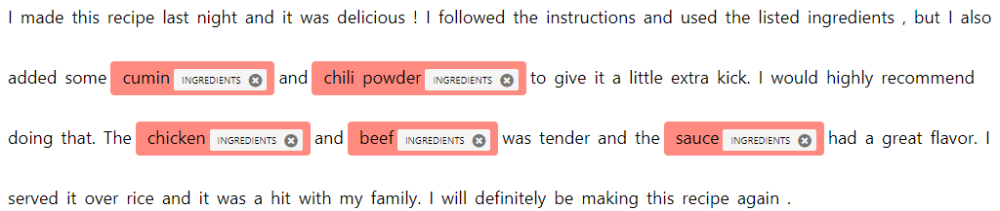 I made this recipe last night and it was delicious ! I followed the instructions and used the listed ingredients , but I also
added some cumin INGREDIENTS and chili powder INGREDIENTS to give it a little extra kick. I would highly recommend
doing that. The chicken INGREDIENTS and beef INGREDIENTS was tender and the sauce INGREDIENTS had a great flavor. I
served it over rice and it was a hit with my family. I will definitely be making this recipe again .